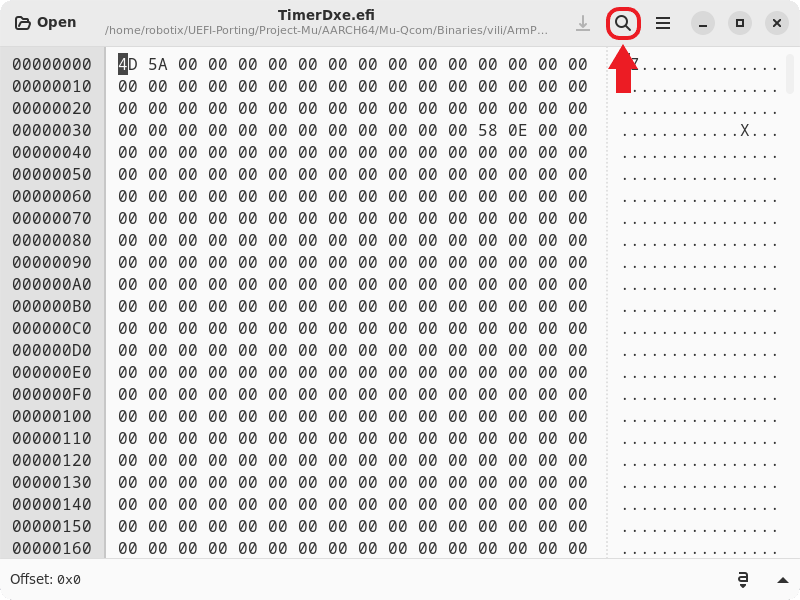 Open
TimerDxe.efi
/home/robotix/UEFI-Porting/Project-Mu/AARCH64/Mu-Qcom/Binaries/vili/ArmP…
00000000 4D 5A 00 00 00 00 00 00 00 00 00 00 00 00 00 00 Z..............
00000010 00 00 00 00 00 00 00 00 00 00 00 00 00 00 00 00 ................
00000020 00 00 00 00 00 00 00 00 00 00 00 00 00 00 00 00 ................
00000030 00 00 00 00 00 00 00 00 00 00 00 00 58 0E 00 00 ............X...
00000040 00 00 00 00 00 00 00 00 00 00 00 00 00 00 00 00 ................
00000050 00 00 00 00 00 00 00 00 00 00 00 00 00 00 00 00 ................
00000060 00 00 00 00 00 00 00 00 00 00 00 00 00 00 00 00 ................
00000070 00 00 00 00 00 00 00 00 00 00 00 00 00 00 00 00 ................
00000080 00 00 00 00 00 00 00 00 00 00 00 00 00 00 00 00 ................
00000090 00 00 00 00 00 00 00 00 00 00 00 00 00 00 00 00 ................
000000A0 00 00 00 00 00 00 00 00 00 00 00 00 00 00 00 00 ................
000000B0 00 00 00 00 00 00 00 00 00 00 00 00 00 00 00 00 ................
000000C0 00 00 00 00 00 00 00 00 00 00 00 00 00 00 00 00 ................
000000D0 00 00 00 00 00 00 00 00 00 00 00 00 00 00 00 00 ................
000000E0 00 00 00 00 00 00 00 00 00 00 00 00 00 00 00 00 ................
000000F0 00 00 00 00 00 00 00 00 00 00 00 00 00 00 00 00 ................
00000100 00 00 00 00 00 00 00 00 00 00 00 00 00 00 00 00 ................
00000110 00 00 00 00 00 00 00 00 00 00 00 00 00 00 00 00 ................
00000120 00 00 00 00 00 00 00 00 00 00 00 00 00 00 00 00 ................
00000130 00 00 00 00 00 00 00 00 00 00 00 00 00 00 00 00 ................
00000140 00 00 00 00 00 00 00 00 00 00 00 00 00 00 00 00 ................
00000150 00 00 00 00 00 00 00 00 00 00 00 00 00 00 00 00 ................
00000160 00 00 00 00 00 00 00 00 00 00 00 00 00 00 00 00 ................
Offset: 0x0
a